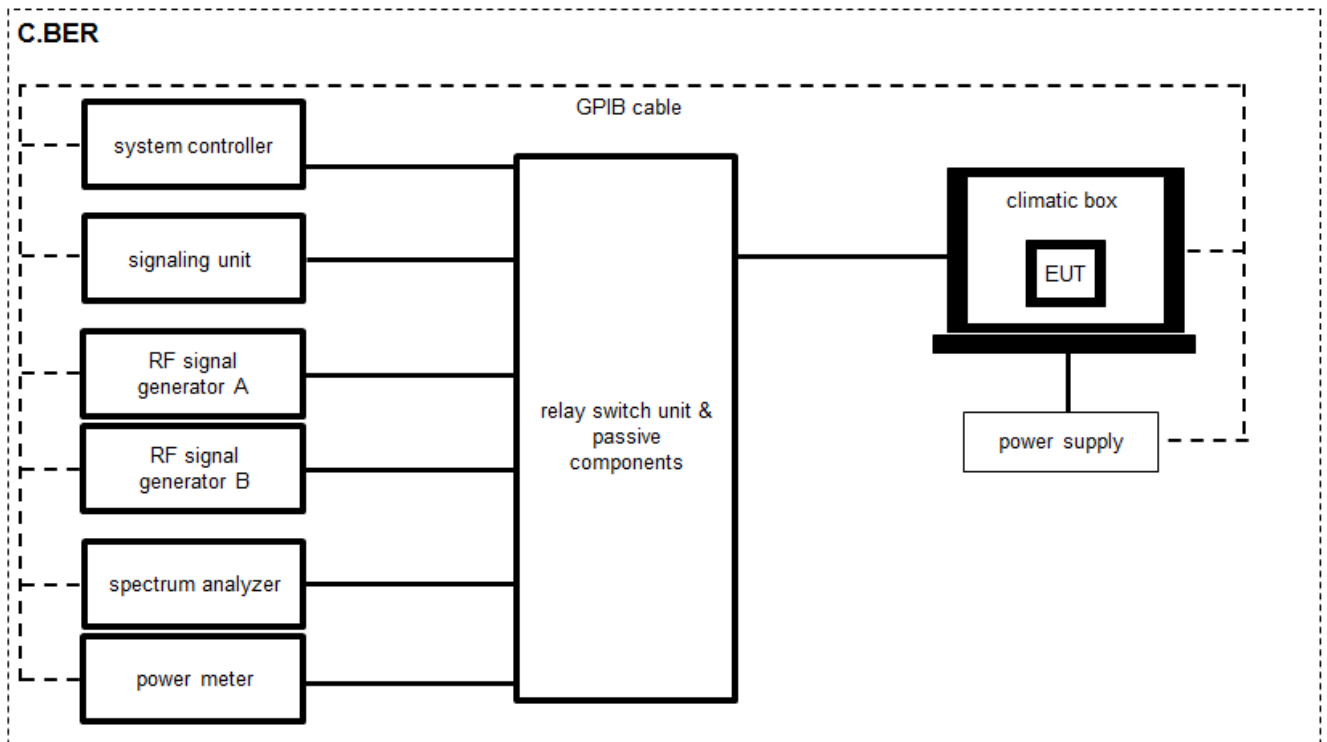 C.BER
GPIB cable
system controller
signaling unit
RF signal
generator A
RF signal
generator B
spectrum analyzer
power meter
relay switch unit &
passive
components
climatic box
EUT
power supply